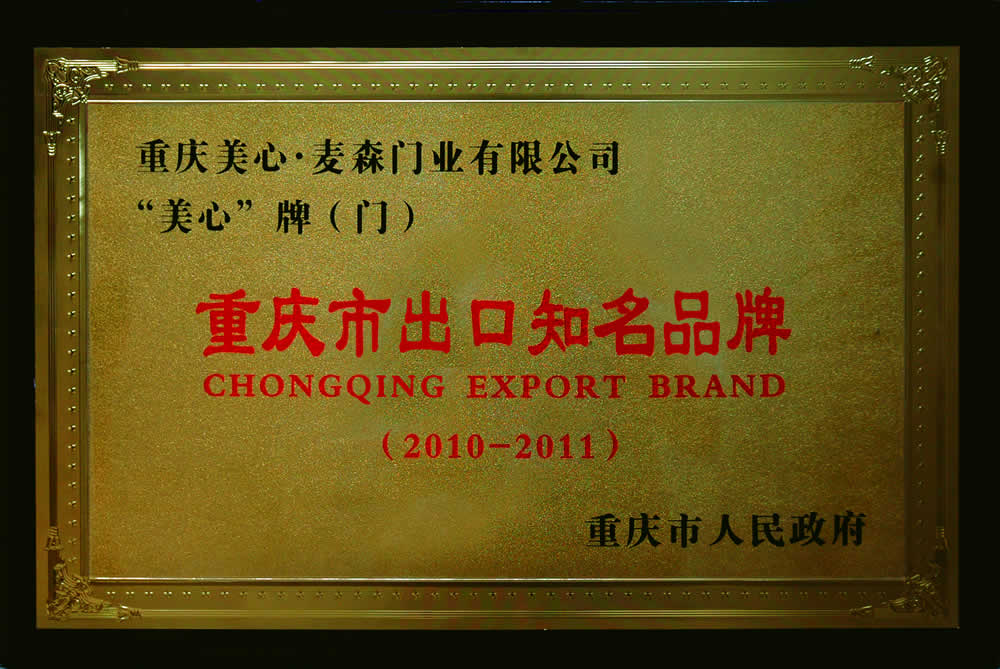 重庆美心·麦森门业有限公司
“美心”牌（门）
重庆市出口知名品牌
CHONGQING EXPORT BRAND
（2010-2011）
重庆市人民政府